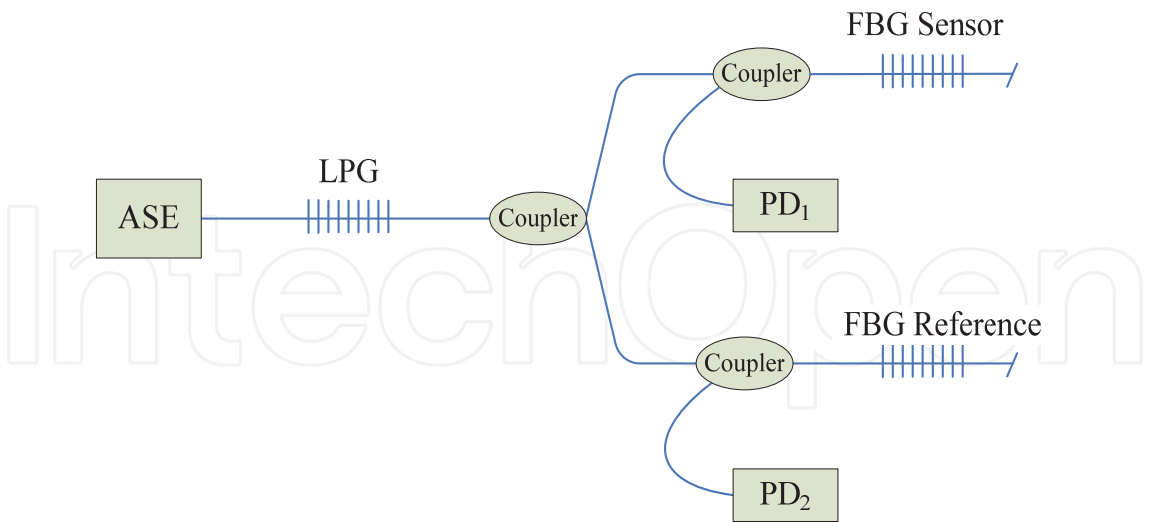 FBG Sensor
Coupler
LPG
PD₁
ASE
Coupler
IntechOpen
FBG Reference
Coupler
PD₂